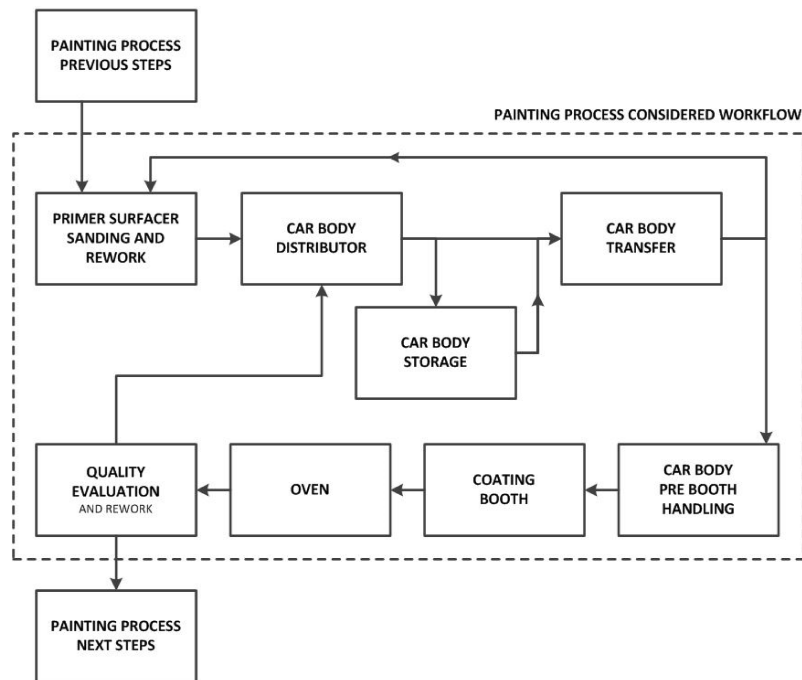 PAINTING PROCESS
PREVIOUS STEPS
PAINTING PROCESS CONSIDERED WORKFLOW
PRIMER SURFACER
SANDING AND
REWORK
CAR BODY
DISTRIBUTOR
CAR BODY
TRANSFER
CAR BODY
STORAGE
QUALITY
EVALUATION
AND REWORK
OVEN
COATING
BOOTH
CAR BODY
PRE BOOTH
HANDLING
PAINTING PROCESS
NEXT STEPS